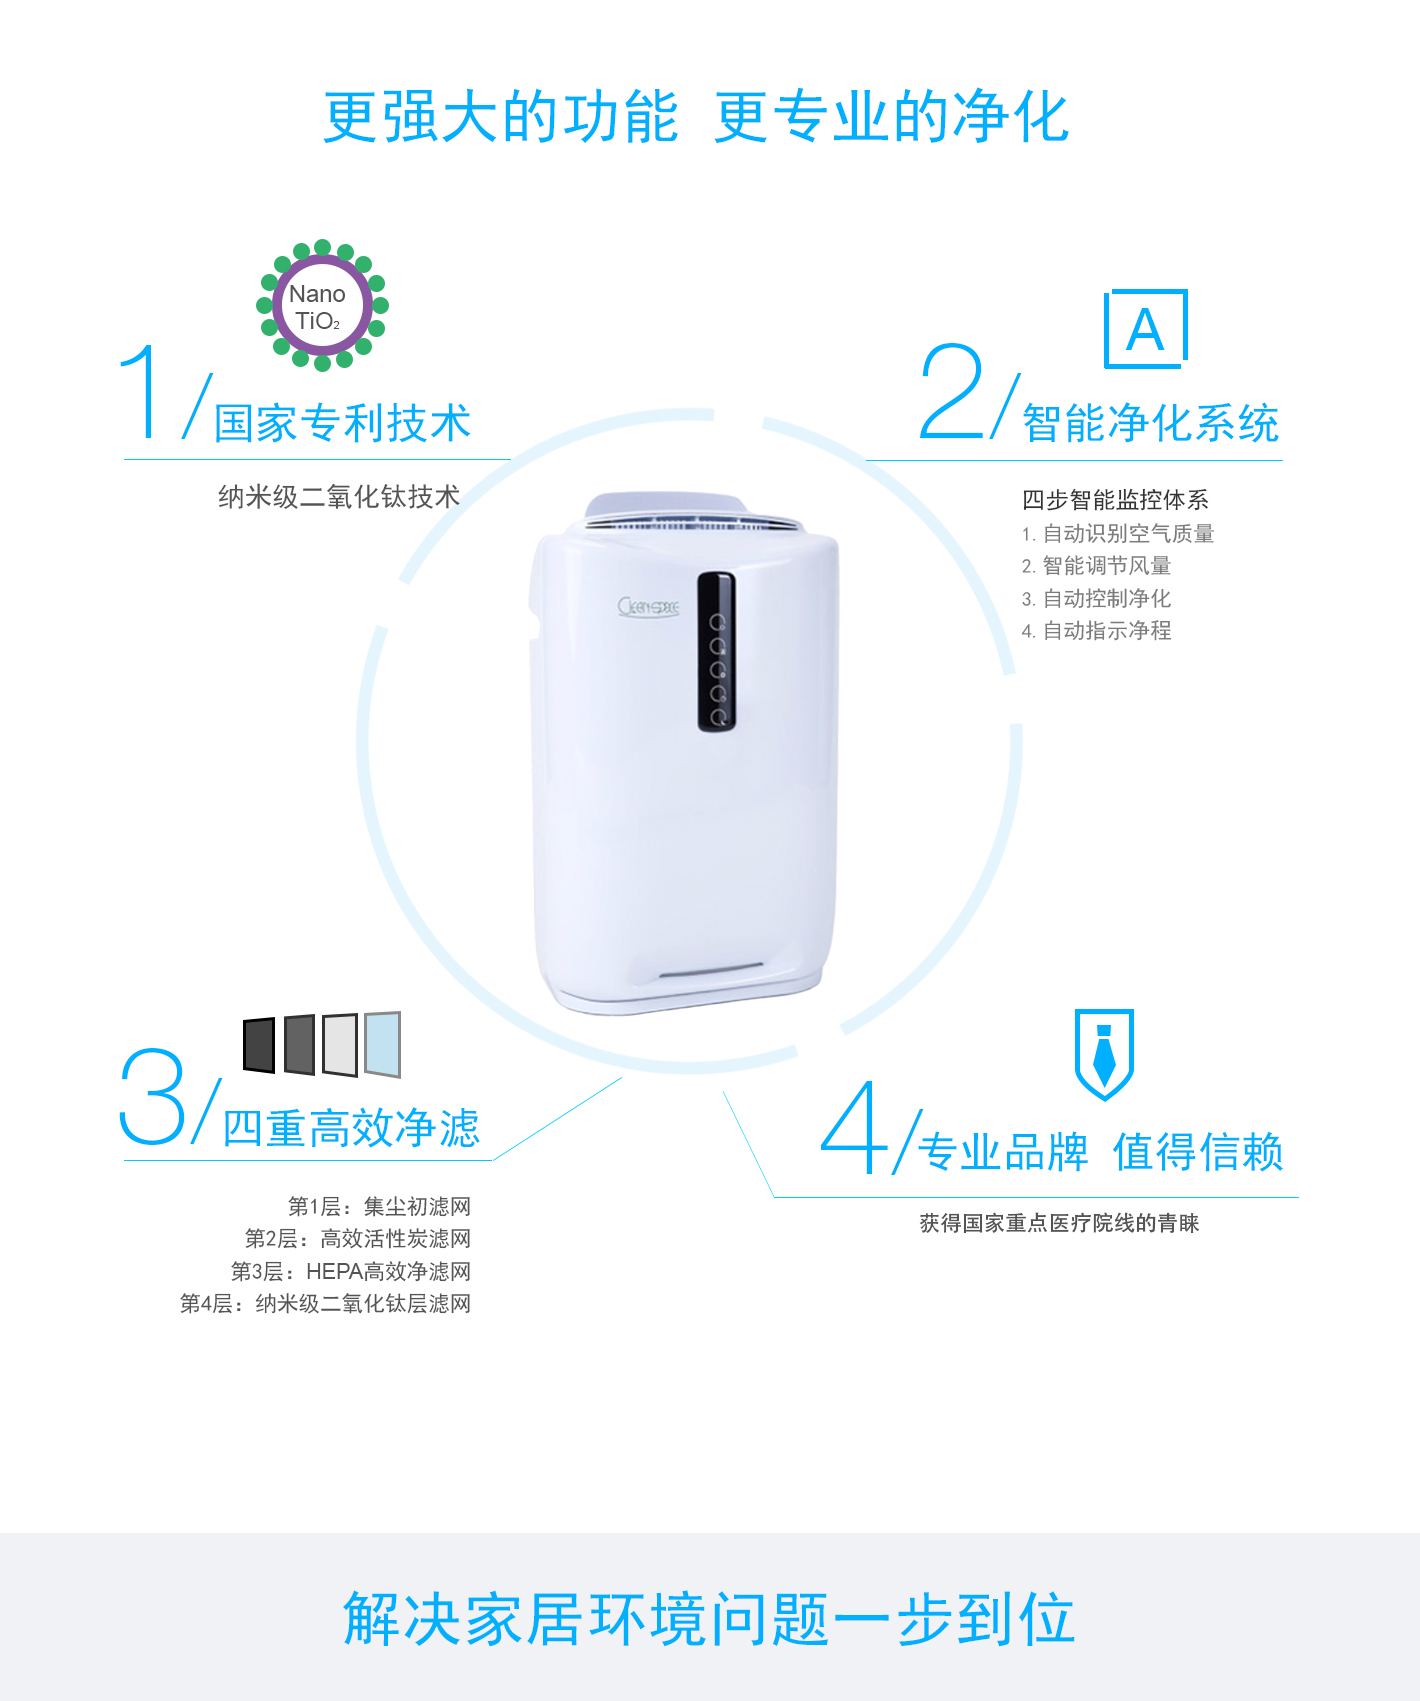 更强大的功能 更专业的净化
Nano
TiO₂
1/国家专利技术
纳米级二氧化钛技术
A
2/智能净化系统
四步智能监控体系
1. 自动识别空气质量
2. 智能调节风量
3. 自动控制净化
4. 自动指示净程
CLEAN SPACE
3/四重高效净滤
第1层：集尘初滤网
第2层：高效活性炭滤网
第3层：HEPA高效净滤网
第4层：纳米级二氧化钛层滤网
4/专业品牌 值得信赖
获得国家重点医疗院线的青睐
解决家居环境问题一步到位